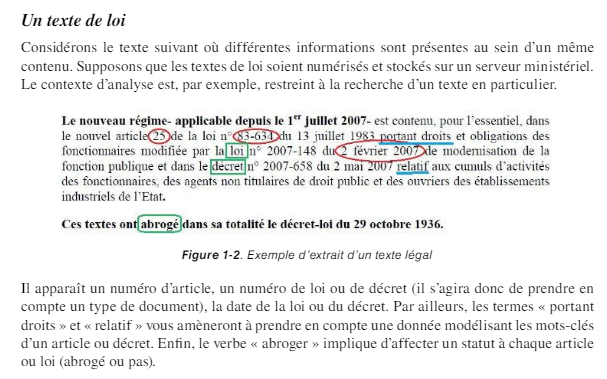 Un texte de loi
Considérons le texte suivant où différentes informations sont présentes au sein d’un même
contenu. Supposons que les textes de loi soient numérisés et stockés sur un serveur ministériel.
Le contexte d’analyse est, par exemple, restreint à la recherche d’un texte en particulier.
Le nouveau régime- applicable depuis le 1er juillet 2007- est contenu, pour l’essentiel, dans
le nouvel article 25 de la loi n° 83-634 du 13 juillet 1983 portant droits et obligations des
fonctionnaires modifiée par la loi n° 2007-148 du 2 février 2007 de modernisation de la
fonction publique et dans le décret n° 2007-658 du 2 mai 2007 relatif aux cumuls d’activités
des fonctionnaires, des agents non titulaires de droit public et des ouvriers des établissements
industriels de l’Etat.
Ces textes ont abrogé dans sa totalité le décret-loi du 29 octobre 1936.
Figure 1-2. Exemple d’extrait d’un texte légal
Il apparaît un numéro d’article, un numéro de loi ou de décret (il s’agira donc de prendre en
compte un type de document), la date de la loi ou du décret. Par ailleurs, les termes « portant
droits » et « relatif » vous amèneront à prendre en compte une donnée modélisant les mots-clés
d’un article ou décret. Enfin, le verbe « abroger » implique d’affecter un statut à chaque article
ou loi (abrogé ou pas).